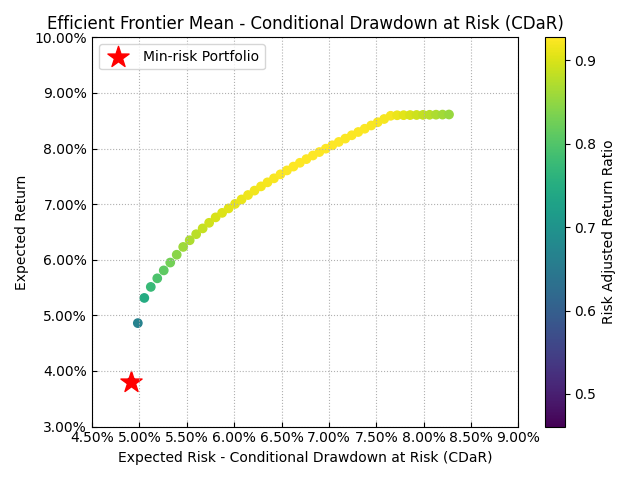 Efficient Frontier Mean - Conditional Drawdown at Risk (CDaR)
10.00%
9.00%
8.00%
7.00%
6.00%
5.00%
4.00%
3.00%
Expected Return
Min-risk Portfolio
4.50% 5.00% 5.50% 6.00% 6.50% 7.00% 7.50% 8.00% 8.50% 9.00%
Expected Risk - Conditional Drawdown at Risk (CDaR)
0.9
0.8
0.7
0.6
0.5
Risk Adjusted Return Ratio